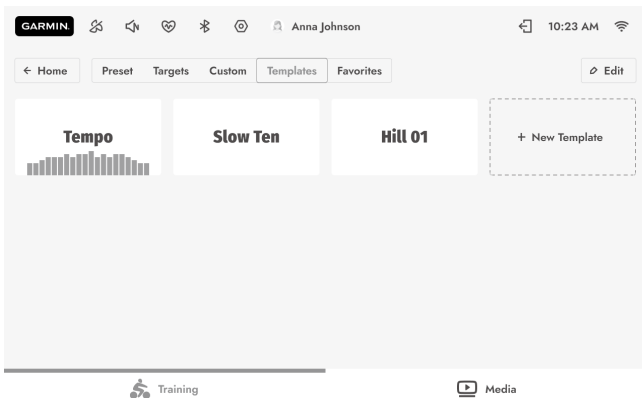 GARMIN. Anna Johnson 10:23 AM
← Home Preset Targets Custom Templates Favorites Edit
Tempo Slow Ten Hill 01 + New Template
Training Media